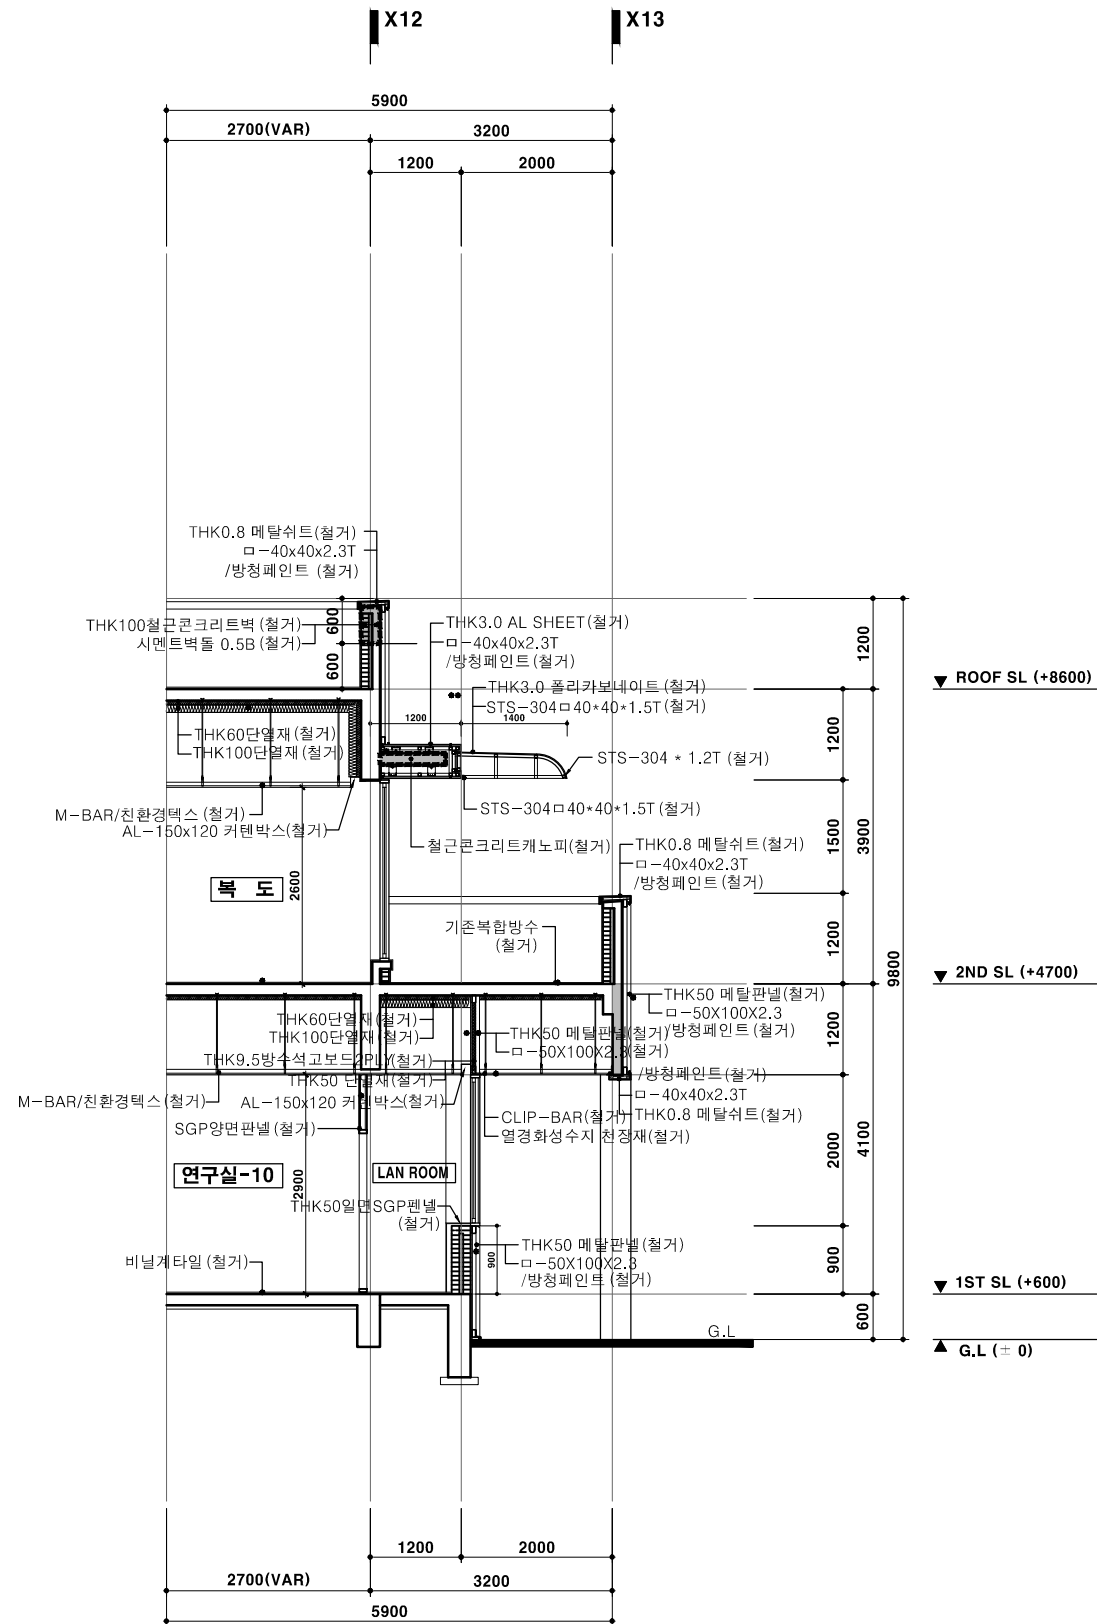 X12
X13
5900
2700(VAR)
3200
1200
2000
THK0.8 메탈쉬트(철거)
ㅁ-40x40x2.3T
/방청페인트 (철거)
THK100철근콘크리트벽 (철거)
시멘트벽돌 0.5B (철거)
600
600
THK3.0 AL SHEET(철거)
ㅁ-40x40x2.3T
/방청페인트(철거)
1200
THK3.0 폴리카보네이트 (철거)
STS-304ㅁ40*40*1.5T (철거)
1200
1400
ROOF SL (+8600)
THK60단열재(철거)
THK100단열재 (철거)
STS-304 * 1.2T (철거)
1200
M-BAR/친환경텍스 (철거)
AL-150x120 커텐박스(철거)
STS-304ㅁ40*40*1.5T (철거)
철근콘크리트캐노피(철거)
THK0.8 메탈쉬트 (철거)
ㅁ-40x40x2.3T
/방청페인트 (철거)
1500
3900
복 도
2600
기존복합방수
(철거)
1200
9800
2ND SL (+4700)
THK50 메탈판넬(철거)
ㅁ-50X100X2.3
/방청페인트 (철거)
THK60단열재 (철거)
THK100단열재 (철거)
THK50 메탈판넬(철거)
ㅁ-50X100X2.3(철거)
1200
THK9.5방수석고보드2PLY(철거)
THK50 단열재(철거)
/방청페인트(철거)
M-BAR/친환경텍스 (철거)
AL-150x120 커텐박스(철거)
ㅁ-40x40x2.3T
THK0.8 메탈쉬트(철거)
CLIP-BAR(철거)
열경화성수지 천장재(철거)
SGP양면판넬 (철거)
2000
4100
연구실-10
2900
LAN ROOM
THK50일면SGP펜넬
(철거)
THK50 메탈판넬(철거)
ㅁ-50X100X2.3
/방청페인트 (철거)
900
900
비닐계타일 (철거)
1ST SL (+600)
600
G.L
G.L (± 0)
1200
2000
2700(VAR)
3200
5900